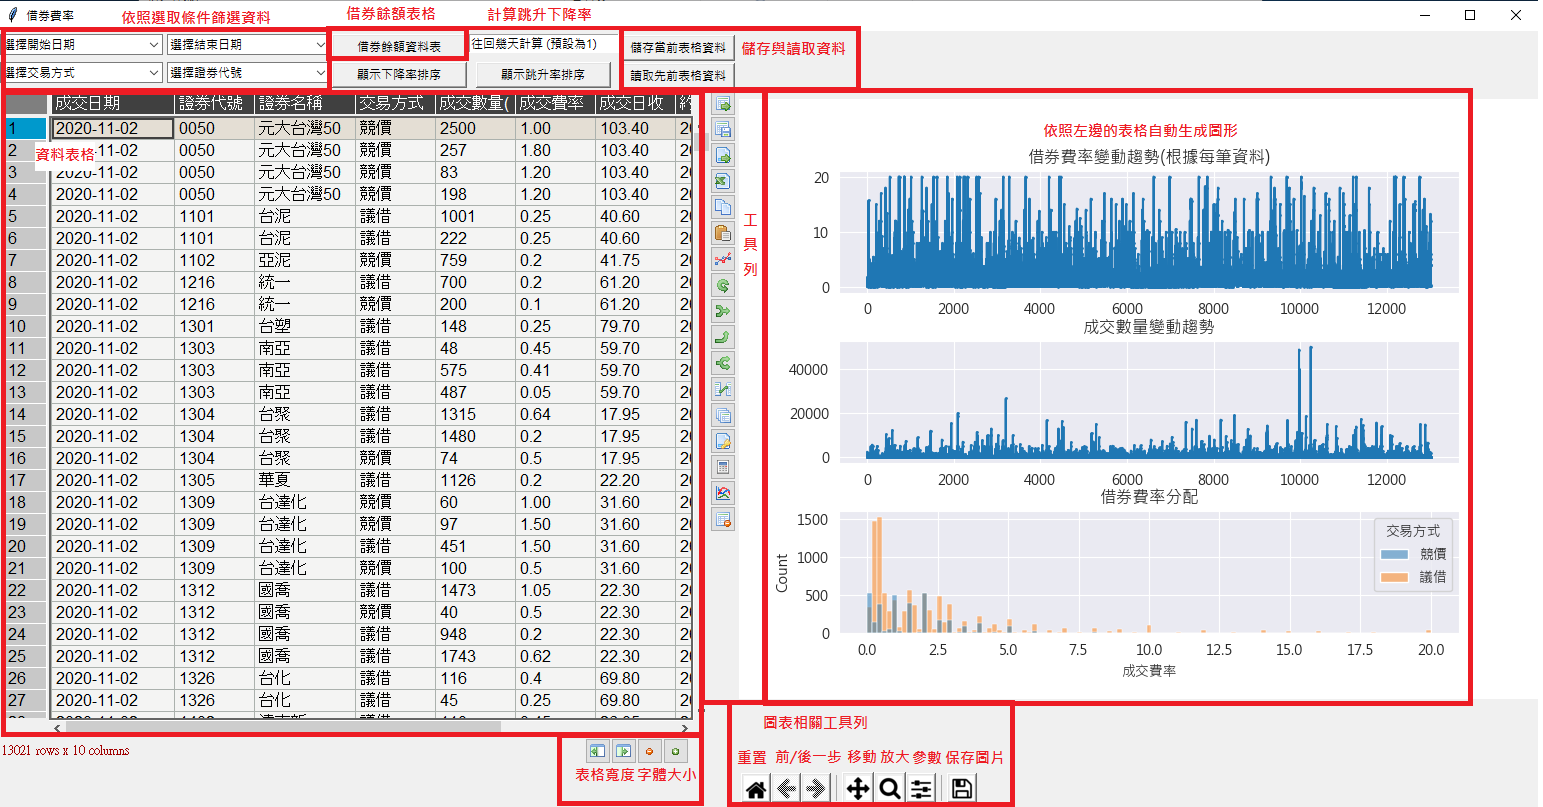 借券費率
依照選取條件篩選資料
借券餘額表格
計算跳升下降率
選擇開始日期
選擇結束日期
借券餘額資料表
往回幾天計算 (預設為1)
儲存當前表格資料
儲存與讀取資料
選擇交易方式
選擇證券代號
顯示下降率排序
顯示跳升率排序
讀取先前表格資料
成交日期 證券代號 證券名稱 交易方式 成交數量( 成交費率 成交日收 約
1 2020-11-02 0050 元大台灣50 競價 2500 1.00 103.40 20
2 2020-11-02 0050 元大台灣50 競價 257 1.80 103.40 20
資料表格
3 2020-11-02 0050 元大台灣50 競價 83 1.20 103.40 20
4 2020-11-02 0050 元大台灣50 競價 198 1.20 103.40 20
5 2020-11-02 1101 台泥 議借 1001 0.25 40.60 20
6 2020-11-02 1101 台泥 議借 222 0.25 40.60 20
7 2020-11-02 1102 亞泥 競價 759 0.2 41.75 20
8 2020-11-02 1216 統一 議借 700 0.2 61.20 20
9 2020-11-02 1216 統一 競價 200 0.1 61.20 20
10 2020-11-02 1301 台塑 議借 148 0.25 79.70 20
11 2020-11-02 1303 南亞 議借 48 0.45 59.70 20
12 2020-11-02 1303 南亞 議借 575 0.41 59.70 20
13 2020-11-02 1303 南亞 議借 487 0.05 59.70 20
14 2020-11-02 1304 台聚 議借 1315 0.64 17.95 20
15 2020-11-02 1304 台聚 議借 1480 0.2 17.95 20
16 2020-11-02 1304 台聚 競價 74 0.5 17.95 20
17 2020-11-02 1305 華夏 議借 1126 0.2 22.20 20
18 2020-11-02 1309 台達化 競價 60 1.00 31.60 20
19 2020-11-02 1309 台達化 競價 97 1.50 31.60 20
20 2020-11-02 1309 台達化 議借 451 1.50 31.60 20
21 2020-11-02 1309 台達化 議借 100 0.5 31.60 20
22 2020-11-02 1312 國喬 議借 1473 1.05 22.30 20
23 2020-11-02 1312 國喬 競價 40 0.5 22.30 20
24 2020-11-02 1312 國喬 議借 948 0.2 22.30 20
25 2020-11-02 1312 國喬 議借 1743 0.62 22.30 20
26 2020-11-02 1326 台化 議借 116 0.4 69.80 20
27 2020-11-02 1326 台化 議借 45 0.25 69.80 20
13021 rows x 10 columns
表格寬度 字體大小
工
具
列
依照左邊的表格自動生成圖形
借券費率變動趨勢(根據每筆資料)
20
10
0
0 2000 4000 6000 8000 10000 12000
成交數量變動趨勢
40000
20000
0
0 2000 4000 6000 8000 10000 12000
借券費率分配
1500
1000
500
0
Count
交易方式
競價
議借
0.0 2.5 5.0 7.5 10.0 12.5 15.0 17.5 20.0
成交費率
圖表相關工具列
重置 前/後一步 移動 放大 參數 保存圖片